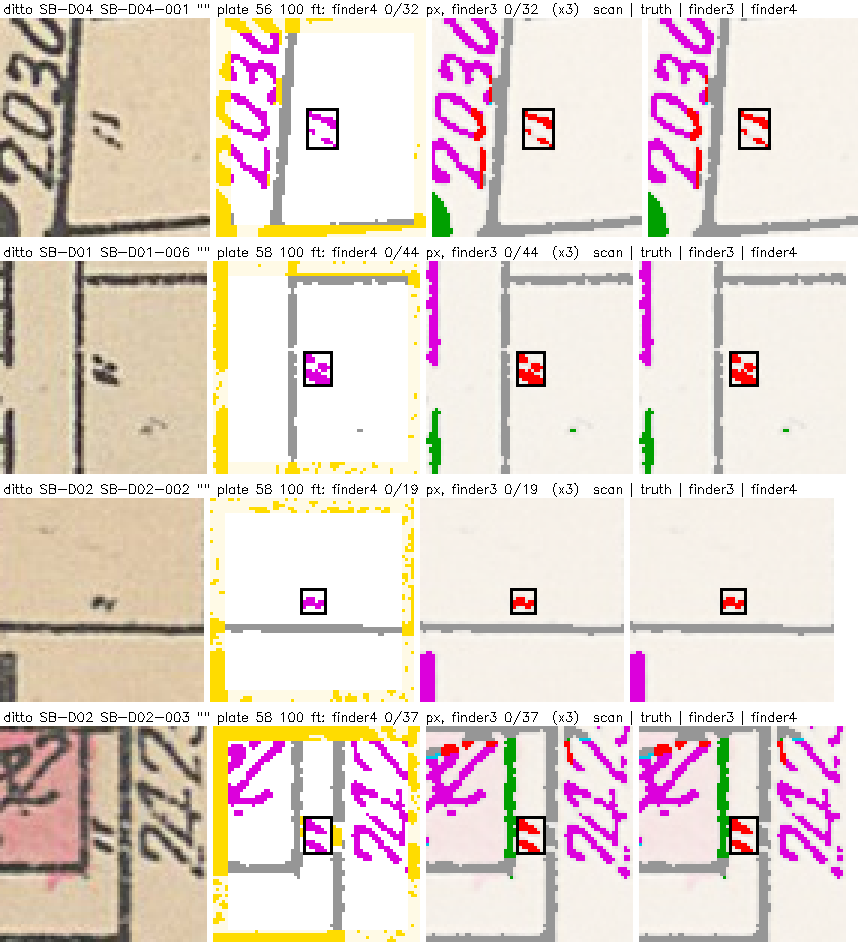 ditto SB-D04 SB-D04-001 "" plate 56 100 ft: finder4 0/32 px, finder3 0/32 (x3) scan | truth | finder3 | finder4
2030 2030 2030 2030
ditto SB-D01 SB-D01-006 "" plate 58 100 ft: finder4 0/44 px, finder3 0/44 (x3) scan | truth | finder3 | finder4
ditto SB-D02 SB-D02-002 "" plate 58 100 ft: finder4 0/19 px, finder3 0/19 (x3) scan | truth | finder3 | finder4
ditto SB-D02 SB-D02-003 "" plate 58 100 ft: finder4 0/37 px, finder3 0/37 (x3) scan | truth | finder3 | finder4